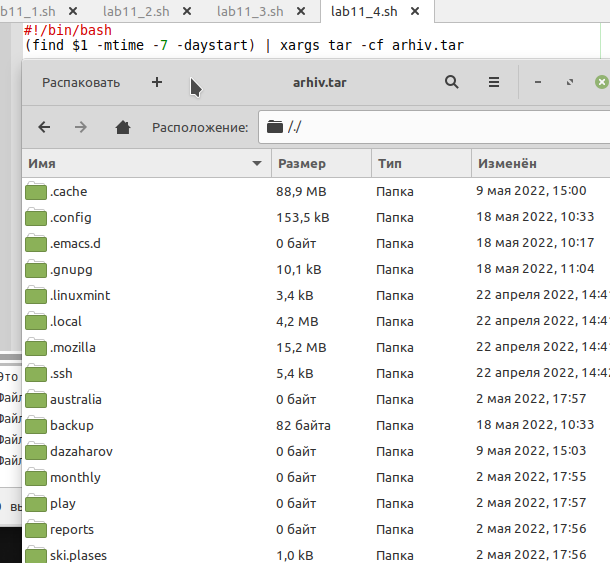 b11_1.sh lab11_2.sh lab11_3.sh lab11_4.sh
#!/bin/bash
(find $1 -mtime -7 -daystart) | xargs tar -cf arhiv.tar
Распаковать + arhiv.tar
Расположение: /./
Имя Размер Тип Изменён
.cache 88,9 MB Папка 9 мая 2022, 15:00
.config 153,5 kB Папка 18 мая 2022, 10:33
.emacs.d 0 байт Папка 18 мая 2022, 10:17
.gnupg 10,1 kB Папка 18 мая 2022, 11:04
.linuxmint 3,4 kB Папка 22 апреля 2022, 14:4
.local 4,2 MB Папка 22 апреля 2022, 14:4
.mozilla 15,2 MB Папка 22 апреля 2022, 14:4
.ssh 5,4 kB Папка 22 апреля 2022, 14:4
australia 0 байт Папка 2 мая 2022, 17:57
backup 82 байта Папка 18 мая 2022, 10:33
dazaharov 0 байт Папка 9 мая 2022, 15:03
monthly 0 байт Папка 2 мая 2022, 17:55
play 0 байт Папка 2 мая 2022, 17:57
reports 0 байт Папка 2 мая 2022, 17:56
ski.plases 1,0 kB Папка 2 мая 2022, 17:56
Это
Файл
Файл
Файл
Файл
вы